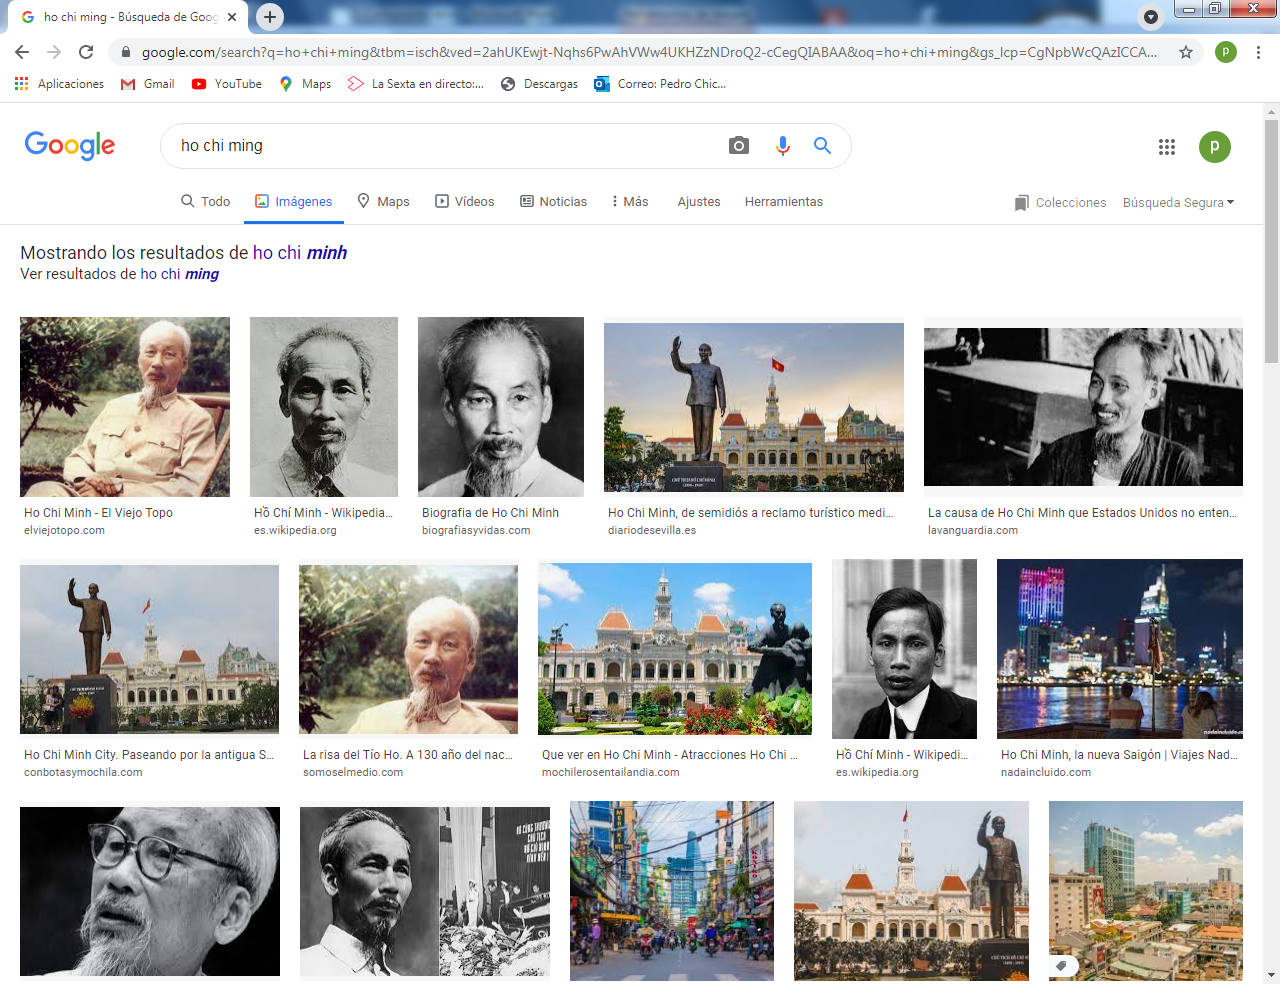 ho chi ming - Búsqueda de Goog
google.com/search?q=ho+chi+ming&tbm=isch&ved=2ahUKEwjt-Nqhs6PwAhVWw4UKHZzNDroQ2-cCegQIABAA&oq=ho+chi+ming&gs_lcp=CgNpbWcQAzICCA...
p
Aplicaciones
Gmail
YouTube
Maps
La Sexta en directo:...
Descargas
Correo: Pedro Chic...
Google
ho chi ming
p
Todo
Imágenes
Maps
Vídeos
Noticias
Más
Ajustes
Herramientas
Colecciones
Búsqueda Segura
Mostrando los resultados de ho chi minh
Ver resultados de ho chi ming
CHỦ TỊCH HỒ CHÍ MINH
Ho Chi Minh - El Viejo Topo
elviejotopo.com
Hồ Chí Minh - Wikipedia...
es.wikipedia.org
Biografia de Ho Chi Minh
biografiasyvidas.com
Ho Chi Minh, de semidiós a reclamo turístico medi...
diariodesevilla.es
La causa de Ho Chi Minh que Estados Unidos no enten...
lavanguardia.com
nadaincluido.com
Ho Chi Minh City. Paseando por la antigua S...
conbotasymochila.com
La risa del Tío Ho. A 130 año del nac...
somoselmedio.com
Que ver en Ho Chi Minh - Atracciones Ho Chi ...
mochilerosentailandia.com
Hồ Chí Minh - Wikipedi...
es.wikipedia.org
Ho Chi Minh, la nueva Saigón | Viajes Nad...
nadaincluido.com